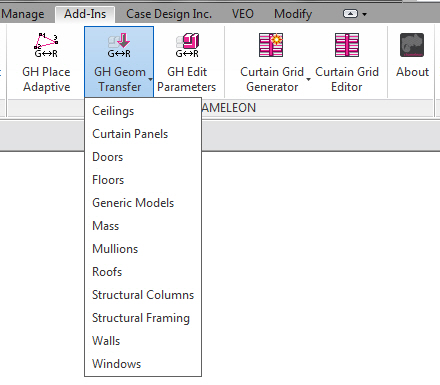 Manage Add-Ins Case Design Inc. VEO Modify
G↔R G↔R G↔R
GH Place Adaptive
GH Geom Transfer
GH Edit Parameters
Curtain Grid Generator
Curtain Grid Editor
About
AMELEON
Ceilings
Curtain Panels
Doors
Floors
Generic Models
Mass
Mullions
Roofs
Structural Columns
Structural Framing
Walls
Windows